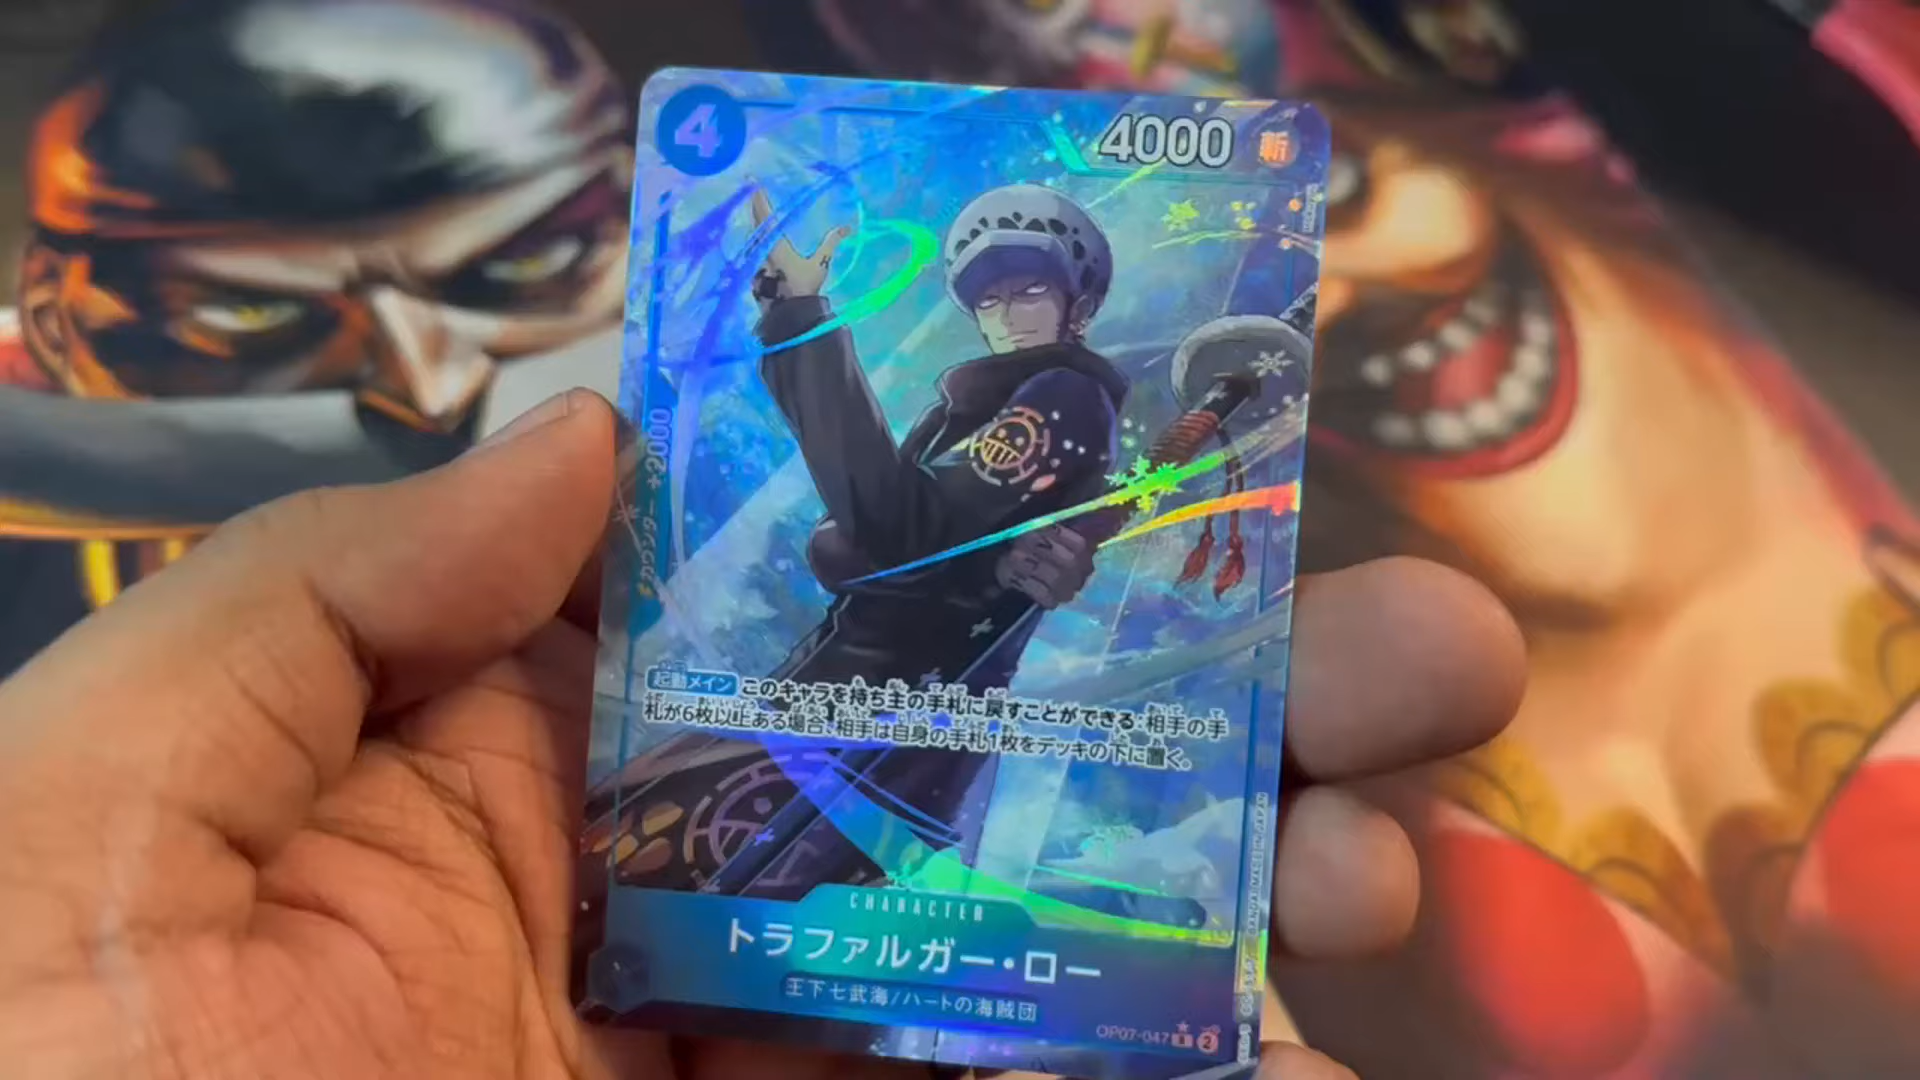 4
4000 斬
カウンター +2000
起動メイン このキャラを持ち主の手札に戻すことができる:相手の手
札が6枚以上ある場合、相手は自身の手札1枚をデッキの下に置く。
CHARACTER
トラファルガー・ロー
王下七武海/ハートの海賊団
OP07-047 R 2